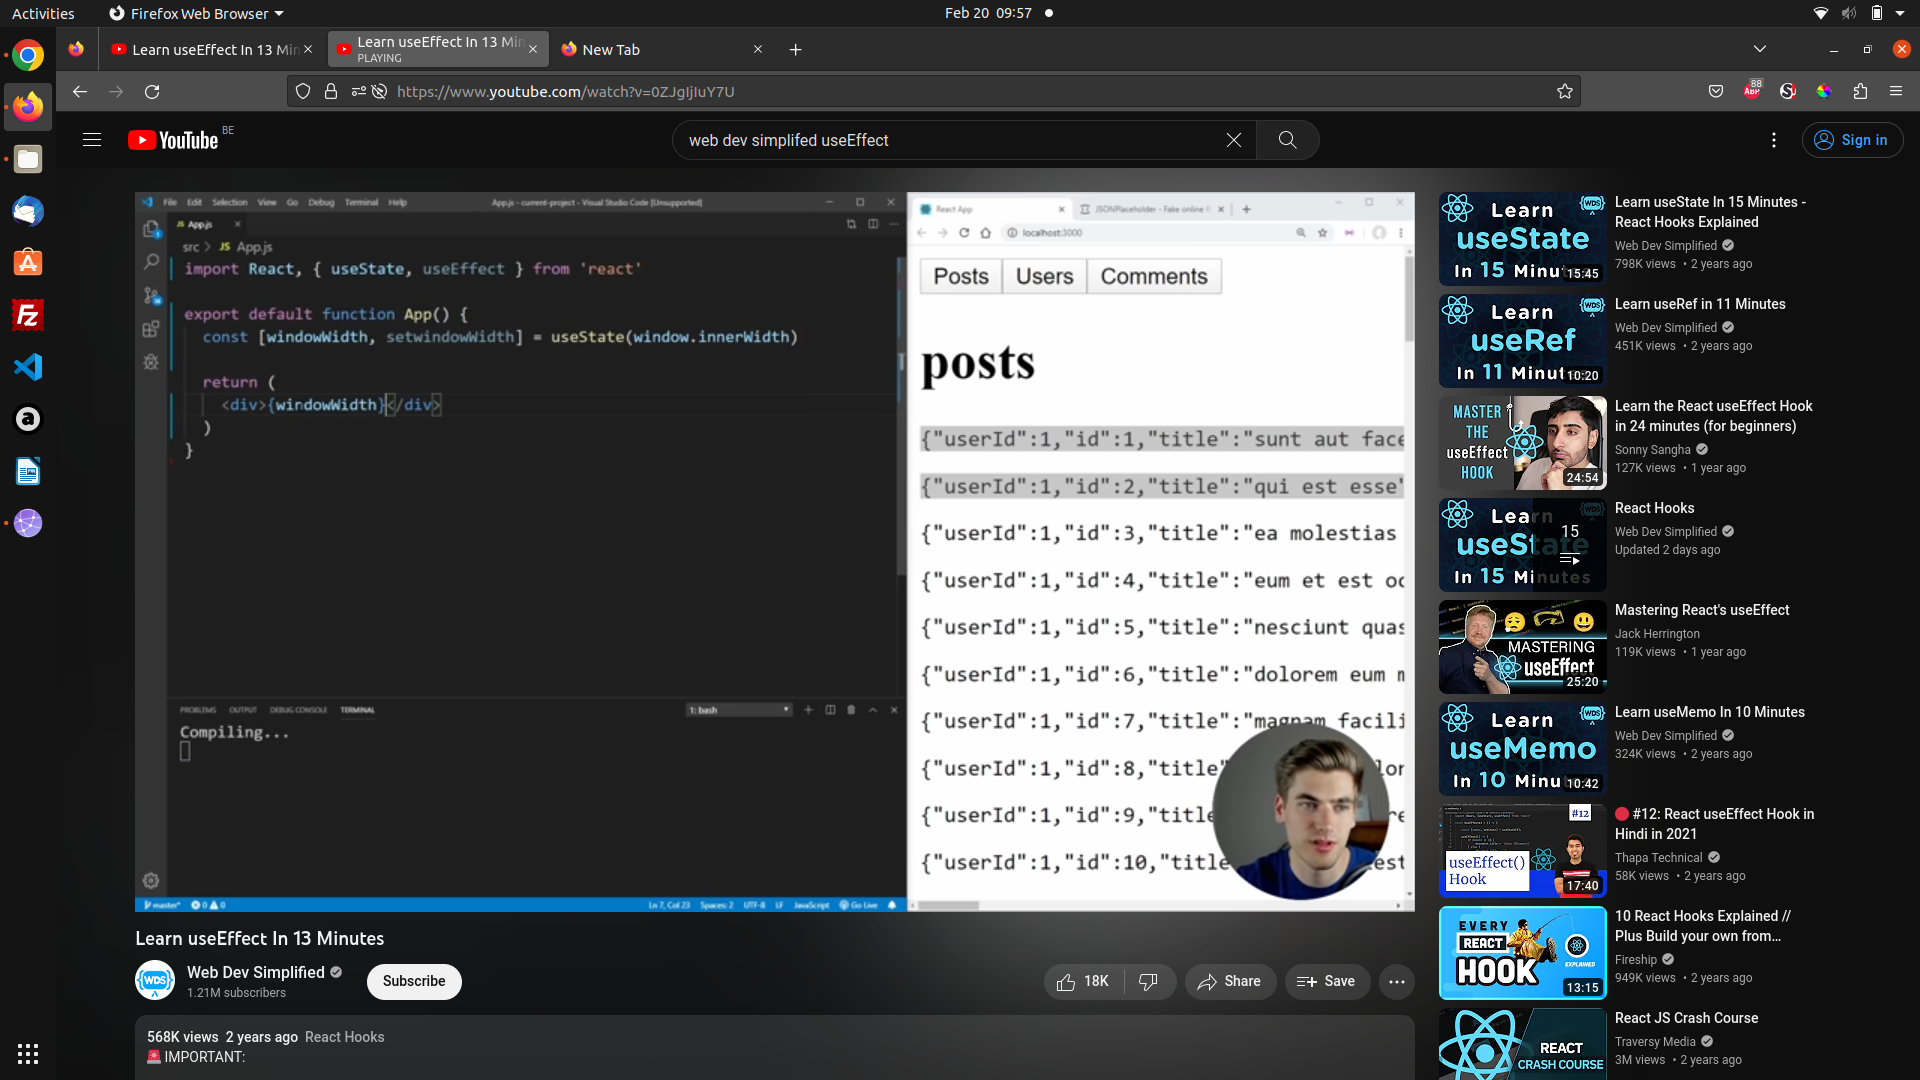 Activities
Firefox Web Browser
Feb 20 09:57
Learn useEffect In 13 Min
Learn useEffect In 13 Min
PLAYING
New Tab
https://www.youtube.com/watch?v=0ZJgIjIuY7U
88
ABP
YouTube BE
web dev simplifed useEffect
Sign in
File Edit Selection View Go Debug Terminal Help
App.js - current-project - Visual Studio Code [Unsupported]
JS App.js
src > JS App.js
import React, { useState, useEffect } from 'react'
export default function App() {
const [windowWidth, setwindowWidth] = useState(window.innerWidth)
return (
<div>{windowWidth}</div>
)
}
PROBLEMS OUTPUT DEBUG CONSOLE TERMINAL
1: bash
Compiling...
master* 0 0
Ln 7, Col 23 Spaces: 2 UTF-8 LF JavaScript Go Live
React App
JSONPlaceholder - Fake online
localhost:3000
Posts Users Comments
posts
{"userId":1,"id":1,"title":"sunt aut face
{"userId":1,"id":2,"title":"qui est esse"
{"userId":1,"id":3,"title":"ea molestias
{"userId":1,"id":4,"title":"eum et est oc
{"userId":1,"id":5,"title":"nesciunt quas
{"userId":1,"id":6,"title":"dolorem eum m
{"userId":1,"id":7,"title":"magnam facili
{"userId":1,"id":8,"title" lor
{"userId":1,"id":9,"titl re
{"userId":1,"id":10,"title est
Learn useEffect In 13 Minutes
WDS
Web Dev Simplified
1.21M subscribers
Subscribe
18K
Share
Save
568K views 2 years ago React Hooks
🚨 IMPORTANT:
Learn
WDS
useState
In 15 Minut
15:45
Learn useState In 15 Minutes -
React Hooks Explained
Web Dev Simplified
798K views • 2 years ago
Learn
WDS
useRef
In 11 Minut
10:20
Learn useRef in 11 Minutes
Web Dev Simplified
451K views • 2 years ago
MASTER
THE
useEffect
HOOK
24:54
Learn the React useEffect Hook
in 24 minutes (for beginners)
Sonny Sangha
127K views • 1 year ago
Learn
WDS
useState
In 15 Minutes
15
React Hooks
Web Dev Simplified
Updated 2 days ago
MASTERING
useEffect
25:20
Mastering React's useEffect
Jack Herrington
119K views • 1 year ago
Learn
WDS
useMemo
In 10 Minut
10:42
Learn useMemo In 10 Minutes
Web Dev Simplified
324K views • 2 years ago
#12
useEffect()
Hook
17:40
🔴 #12: React useEffect Hook in
Hindi in 2021
Thapa Technical
58K views • 2 years ago
EVERY
REACT
HOOK
EXPLAINED
13:15
10 React Hooks Explained //
Plus Build your own from...
Fireship
949K views • 2 years ago
REACT
CRASH COURSE
React JS Crash Course
Traversy Media
3M views • 2 years ago